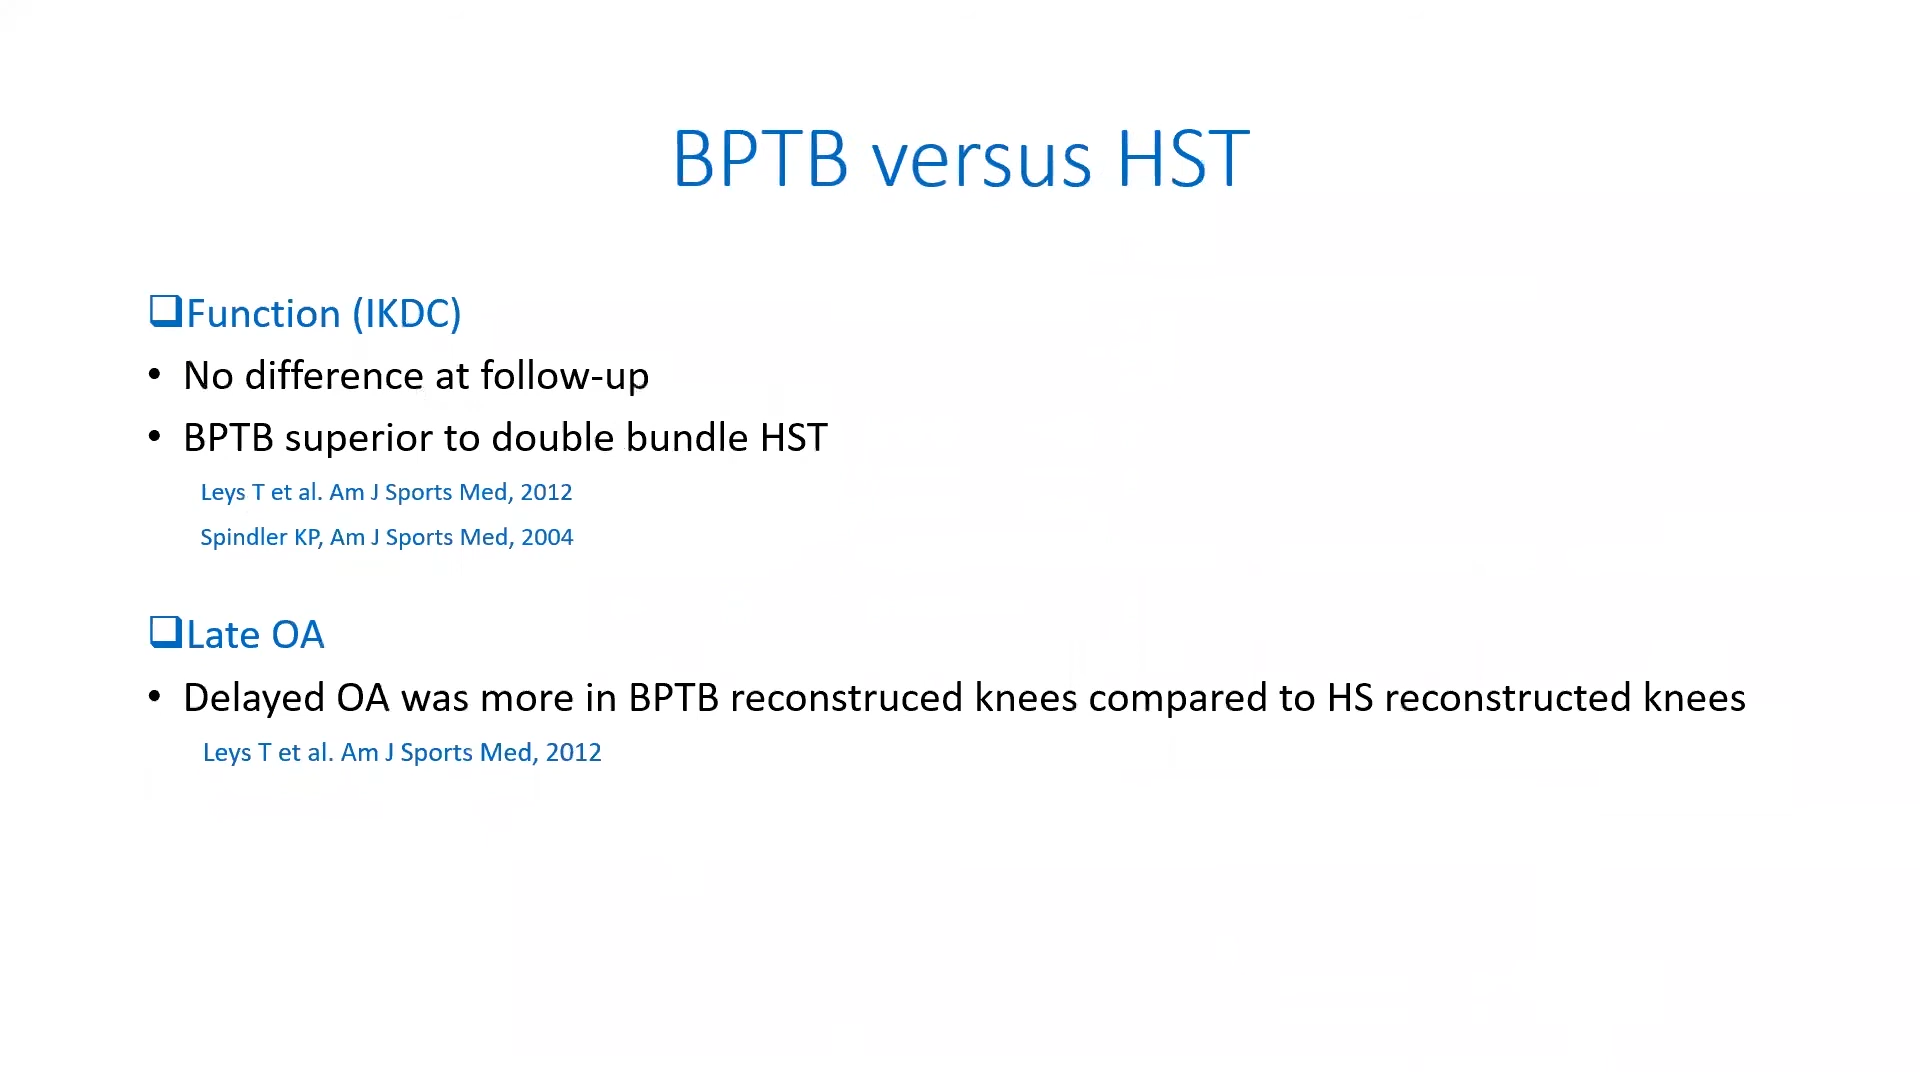 BPTB versus HST
❑Function (IKDC)
• No difference at follow-up
• BPTB superior to double bundle HST
Leys T et al. Am J Sports Med, 2012
Spindler KP, Am J Sports Med, 2004
❑Late OA
• Delayed OA was more in BPTB reconstruced knees compared to HS reconstructed knees
Leys T et al. Am J Sports Med, 2012